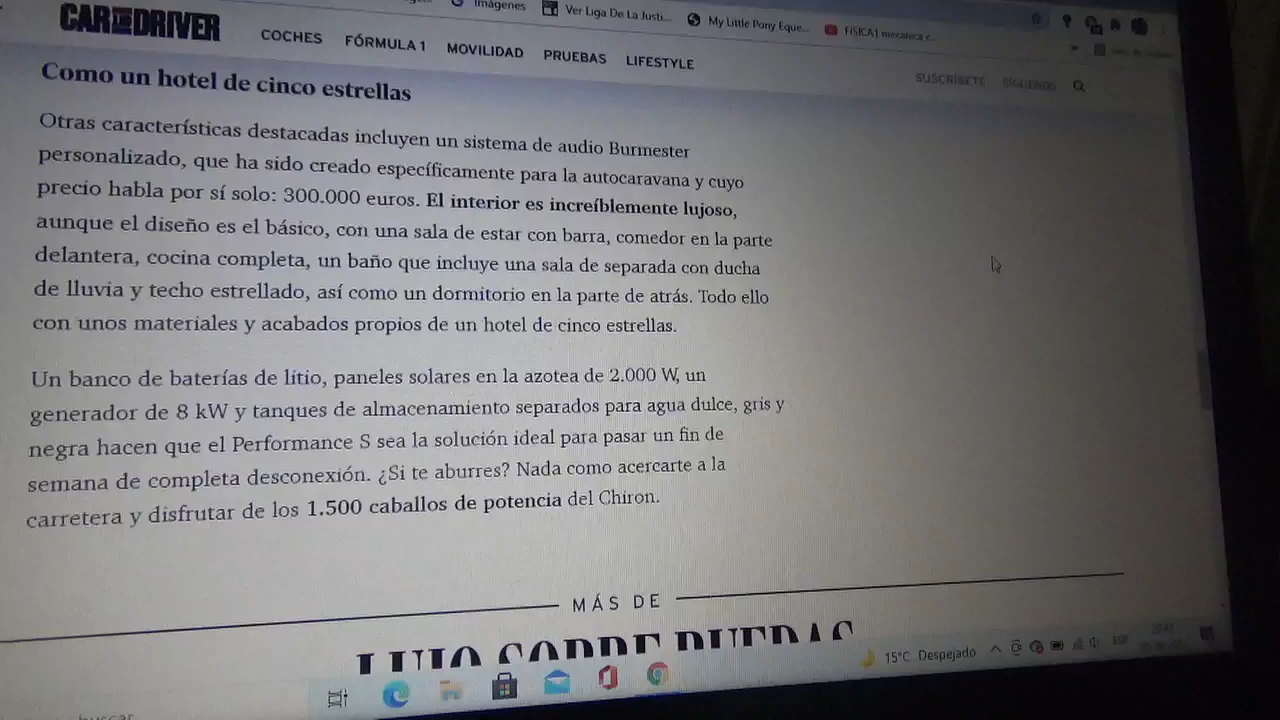 Imágenes
Ver Liga De La Justi...
My Little Pony Eque...
FISICA1 mecanica e...
CAR AND DRIVER
COCHES
FÓRMULA 1
MOVILIDAD
PRUEBAS
LIFESTYLE
SUSCRÍBETE
SÍGUENOS
Como un hotel de cinco estrellas
Otras características destacadas incluyen un sistema de audio Burmester
personalizado, que ha sido creado específicamente para la autocaravana y cuyo
precio habla por sí solo: 300.000 euros. El interior es increíblemente lujoso,
aunque el diseño es el básico, con una sala de estar con barra, comedor en la parte
delantera, cocina completa, un baño que incluye una sala de separada con ducha
de lluvia y techo estrellado, así como un dormitorio en la parte de atrás. Todo ello
con unos materiales y acabados propios de un hotel de cinco estrellas.
Un banco de baterías de litio, paneles solares en la azotea de 2.000 W, un
generador de 8 kW y tanques de almacenamiento separados para agua dulce, gris y
negra hacen que el Performance S sea la solución ideal para pasar un fin de
semana de completa desconexión. ¿Si te aburres? Nada como acercarte a la
carretera y disfrutar de los 1.500 caballos de potencia del Chiron.
MÁS DE
LUJO SOBRE RUEDAS
15°C Despejado
ESP
buscar